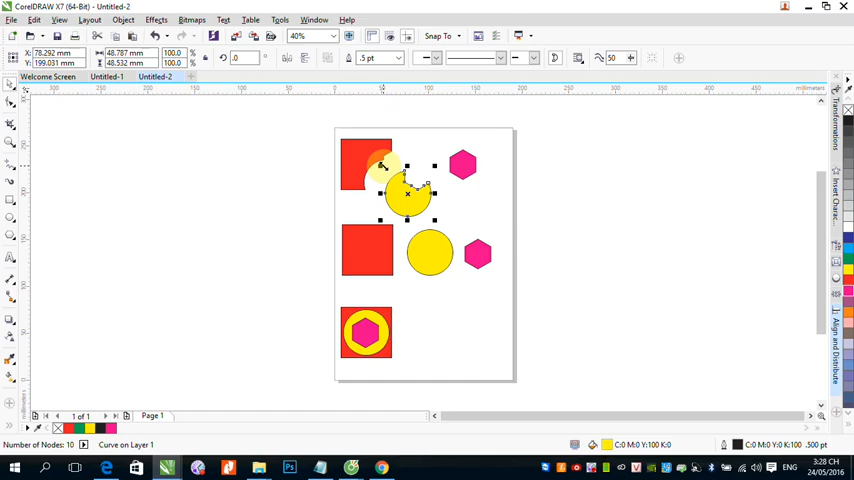 CorelDRAW X7 (64-Bit) - Untitled-2
File Edit View Layout Object Effects Bitmaps Text Table Tools Window Help
40% Snap To
X: 78.292 mm 48.787 mm 100.0 % .0 .5 pt 50
Y: 199.031 mm 48.532 mm 100.0 %
Welcome Screen Untitled-1 Untitled-2
300 250 200 150 100 50 0 50 100 150 200 250 300 350 400 millimeters
Transformations
Insert Charac...
Align and Distribute
1 of 1 Page 1
Number of Nodes: 10 Curve on Layer 1 C:0 M:0 Y:100 K:0 C:0 M:0 Y:0 K:100 .500 pt
ENG 3:28 CH
24/05/2016